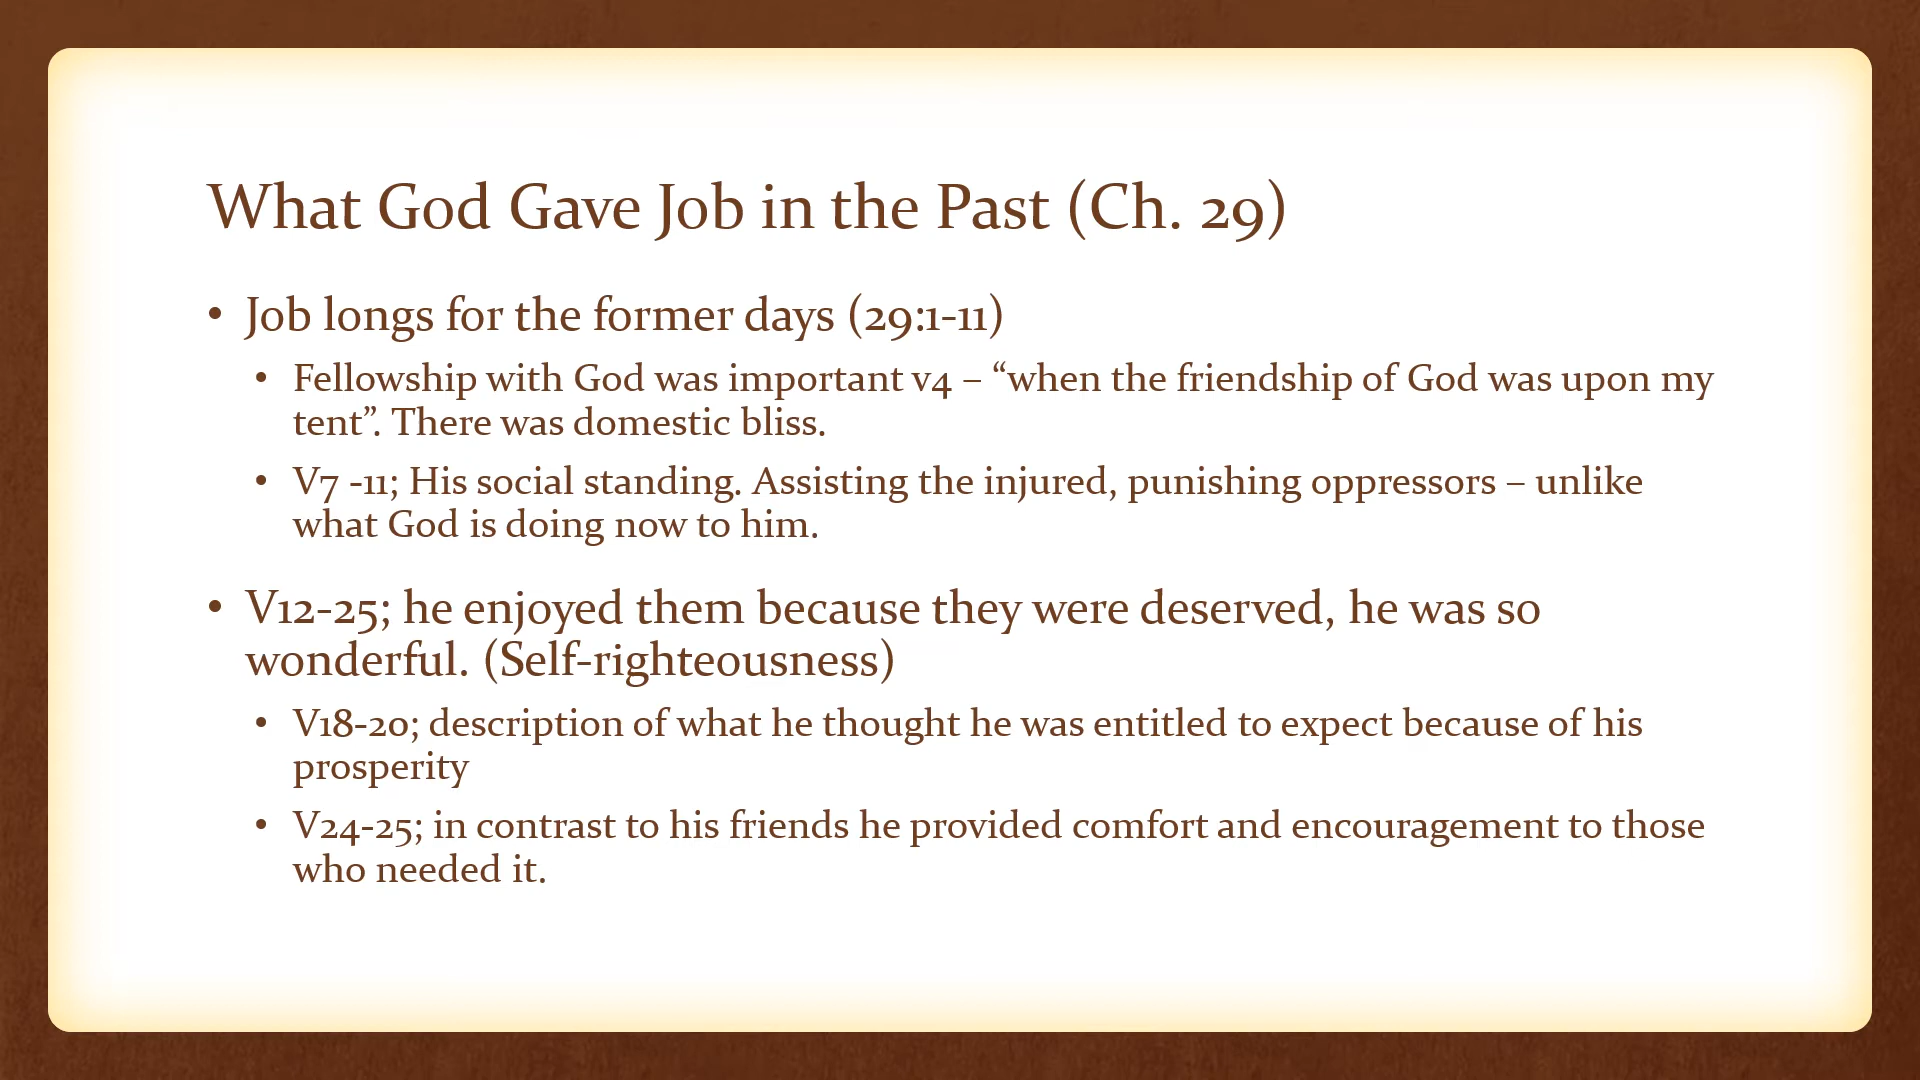 What God Gave Job in the Past (Ch. 29)
• Job longs for the former days (29:1-11)
• Fellowship with God was important v4 – “when the friendship of God was upon my
tent”. There was domestic bliss.
• V7 -11; His social standing. Assisting the injured, punishing oppressors – unlike
what God is doing now to him.
• V12-25; he enjoyed them because they were deserved, he was so
wonderful. (Self-righteousness)
• V18-20; description of what he thought he was entitled to expect because of his
prosperity
• V24-25; in contrast to his friends he provided comfort and encouragement to those
who needed it.